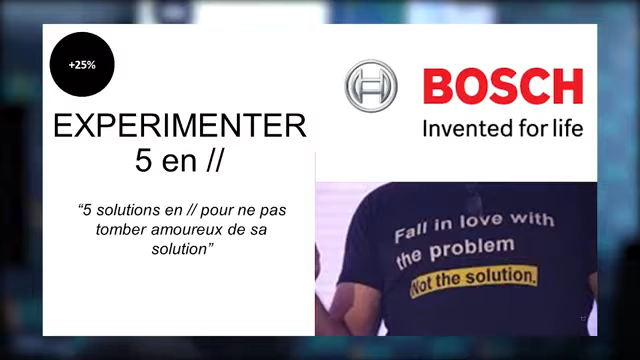 +25%
EXPERIMENTER
5 en //
“5 solutions en // pour ne pas
tomber amoureux de sa
solution”
BOSCH
Invented for life
Fall in love with
the problem
Not the solution.
12